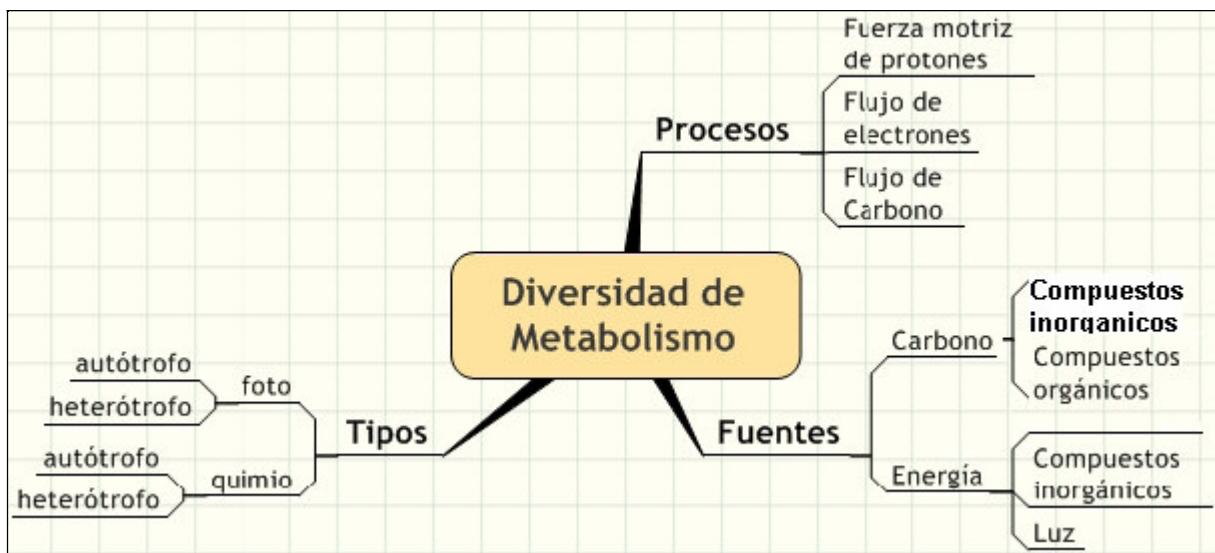 Fuerza motriz
de protones
Procesos
Flujo de
electrones
Flujo de
Carbono
Diversidad de
Metabolismo
Compuestos
inorganicos
Carbono
Compuestos
orgánicos
autótrofo
foto
heterótrofo
Tipos
autótrofo
quimio
heterótrofo
Fuentes
Energía
Compuestos
inorgánicos
Luz